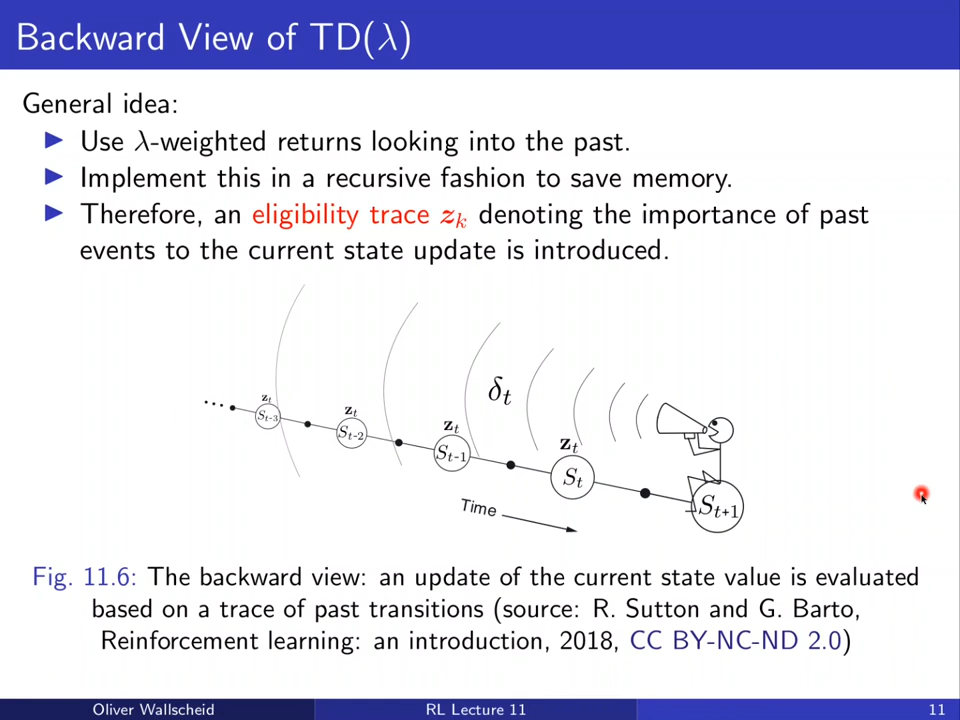 Backward View of TD(λ)
General idea:
▶ Use λ-weighted returns looking into the past.
▶ Implement this in a recursive fashion to save memory.
▶ Therefore, an eligibility trace z_k denoting the importance of past
events to the current state update is introduced.
δ_t
...
z_t
S_t-3
z_t
S_t-2
z_t
S_t-1
z_t
S_t
S_t+1
Time
Fig. 11.6: The backward view: an update of the current state value is evaluated
based on a trace of past transitions (source: R. Sutton and G. Barto,
Reinforcement learning: an introduction, 2018, CC BY-NC-ND 2.0)
Oliver Wallscheid
RL Lecture 11
11